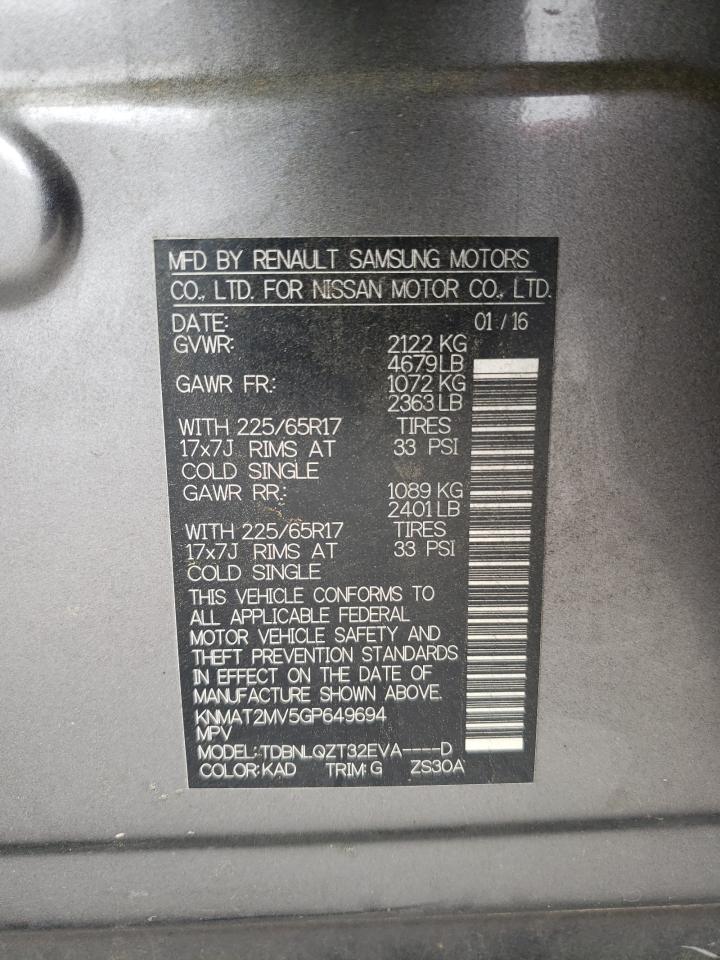 MFD BY RENAULT SAMSUNG MOTORS
CO., LTD. FOR NISSAN MOTOR CO., LTD.
DATE: 01 / 16
GVWR: 2122 KG
4679 LB
GAWR FR: 1072 KG
2363 LB
WITH 225/65R17 TIRES
17x7J RIMS AT 33 PSI
COLD SINGLE
GAWR RR: 1089 KG
2401 LB
WITH 225/65R17 TIRES
17x7J RIMS AT 33 PSI
COLD SINGLE
THIS VEHICLE CONFORMS TO
ALL APPLICABLE FEDERAL
MOTOR VEHICLE SAFETY AND
THEFT PREVENTION STANDARDS
IN EFFECT ON THE DATE OF
MANUFACTURE SHOWN ABOVE.
KNMAT2MV5GP649694
MPV
MODEL: TDBNLQZT32EVA----D
COLOR: KAD TRIM: G ZS30A